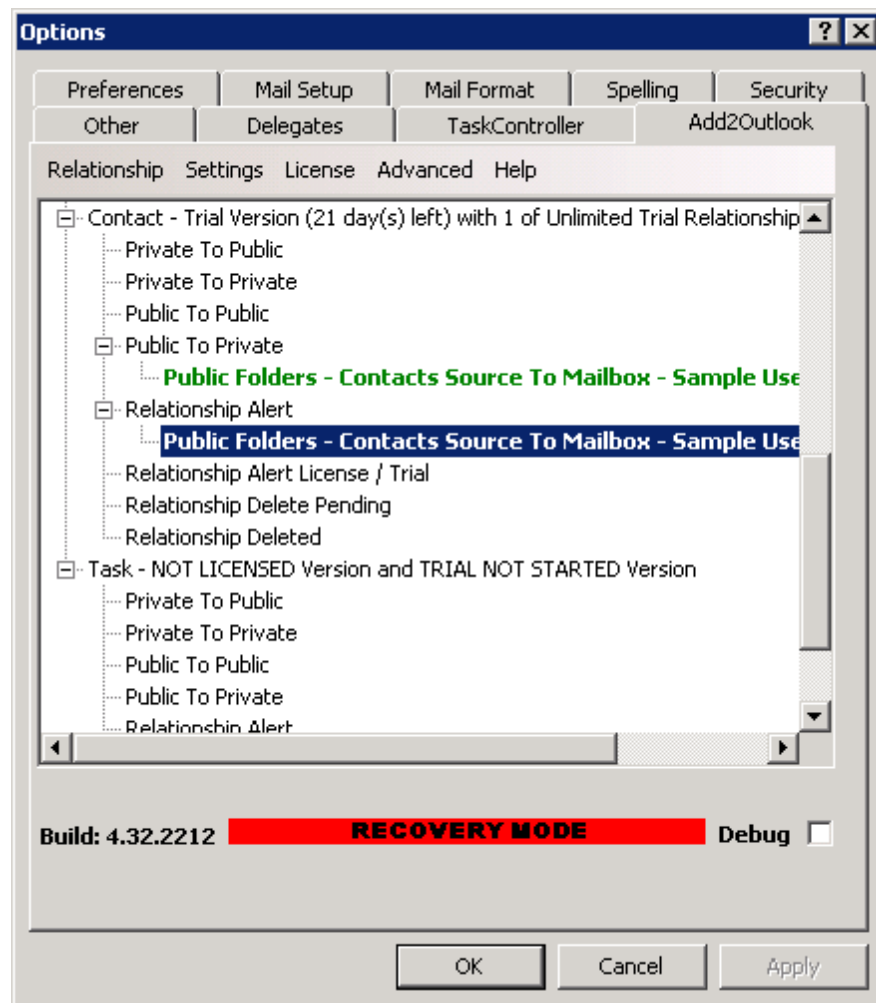 Options
Preferences Mail Setup Mail Format Spelling Security
Other Delegates TaskController Add2Outlook
Relationship Settings License Advanced Help
Contact - Trial Version (21 day(s) left) with 1 of Unlimited Trial Relationship
Private To Public
Private To Private
Public To Public
Public To Private
Public Folders - Contacts Source To Mailbox - Sample Use
Relationship Alert
Public Folders - Contacts Source To Mailbox - Sample Use
Relationship Alert License / Trial
Relationship Delete Pending
Relationship Deleted
Task - NOT LICENSED Version and TRIAL NOT STARTED Version
Private To Public
Private To Private
Public To Public
Public To Private
Relationship Alert
Build: 4.32.2212 RECOVERY MODE Debug
OK Cancel Apply